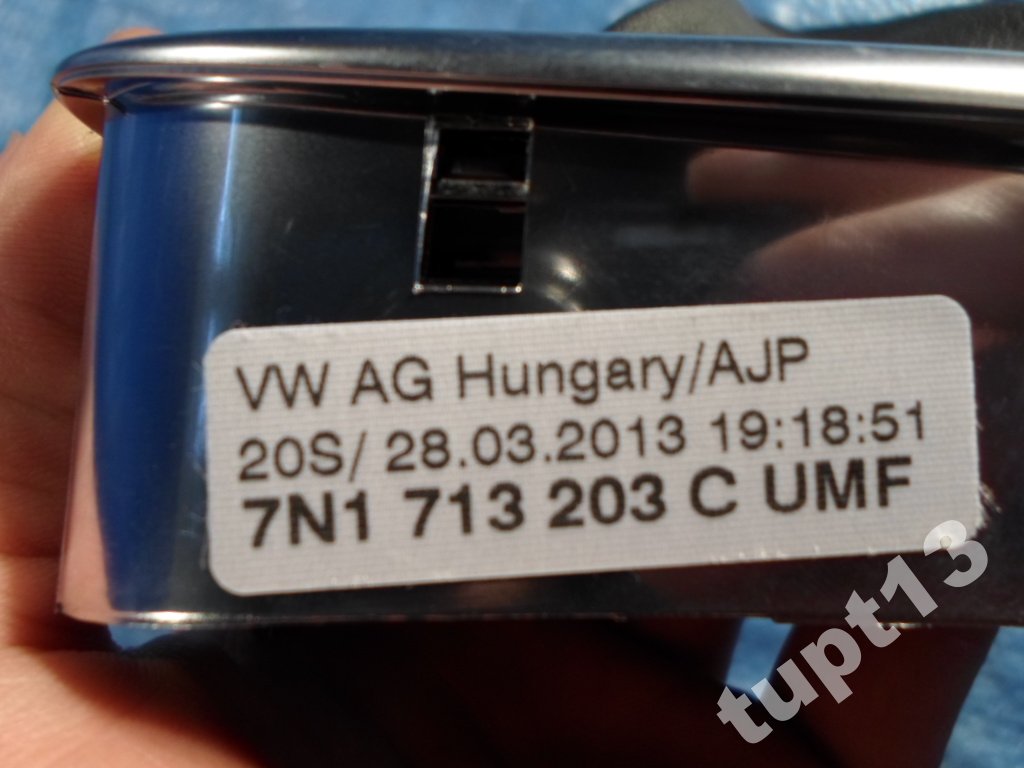 VW AG Hungary/AJP
20S/ 28.03.2013 19:18:51
7N1 713 203 C UMF
tupt13